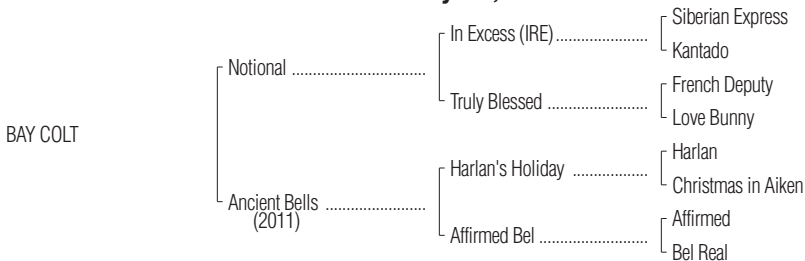 Siberian Express
In Excess (IRE)......................
Kantado
Notional ................................
French Deputy
Truly Blessed ........................
Love Bunny
BAY COLT
Harlan
Harlan's Holiday ..................
Christmas in Aiken
Ancient Bells ........................
(2011)
Affirmed
Affirmed Bel ..........................
Bel Real